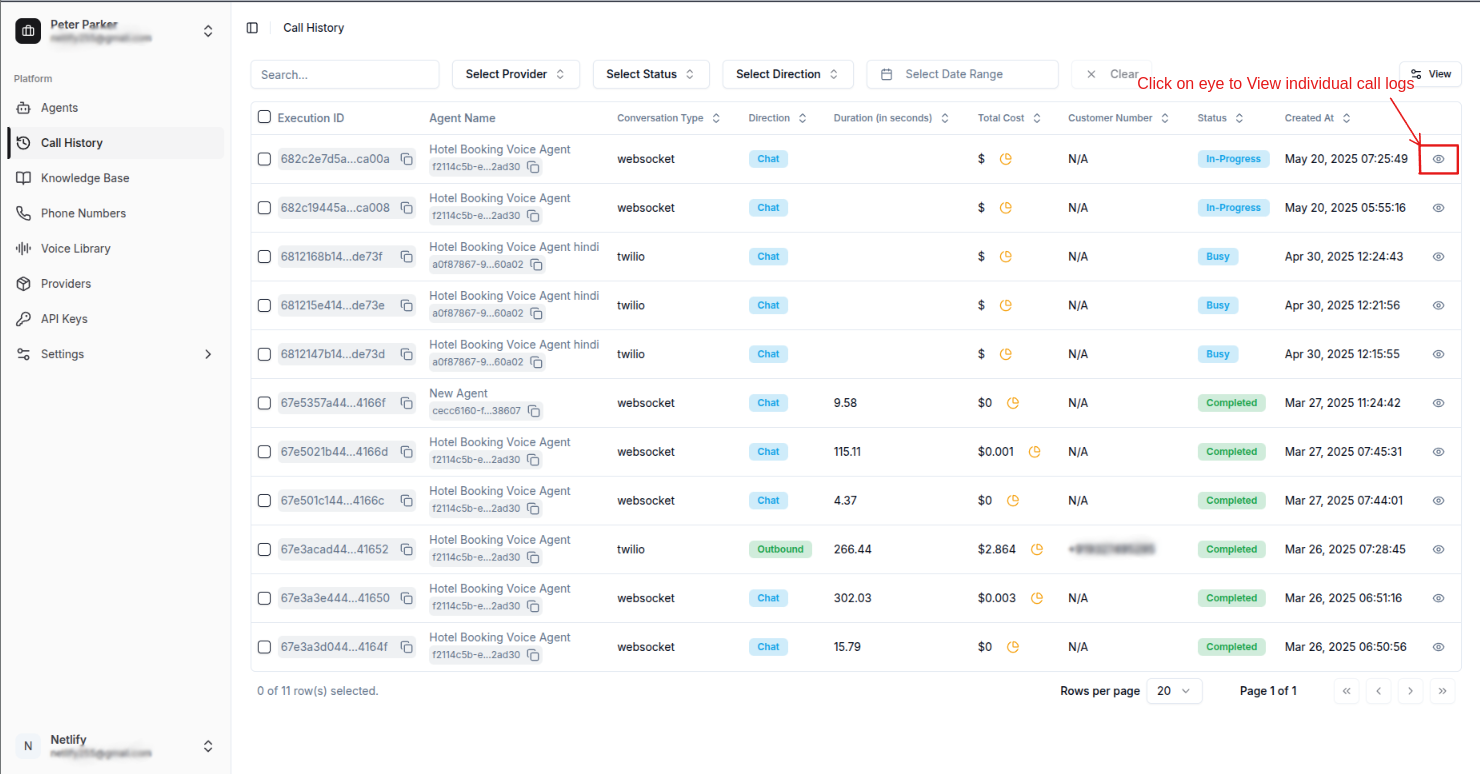 Peter Parker
Call History
Platform
Agents
Call History
Knowledge Base
Phone Numbers
Voice Library
Providers
API Keys
Settings
N
Netlify
Search...
Select Provider
Select Status
Select Direction
Select Date Range
Clear
View
Click on eye to View individual call logs
Execution ID Agent Name Conversation Type Direction Duration (in seconds) Total Cost Customer Number Status Created At
682c2e7d5a...ca00a Hotel Booking Voice Agent websocket Chat $ N/A In-Progress May 20, 2025 07:25:49
f2114c5b-e...2ad30
682c19445a...ca008 Hotel Booking Voice Agent websocket Chat $ N/A In-Progress May 20, 2025 05:55:16
f2114c5b-e...2ad30
6812168b14...de73f Hotel Booking Voice Agent hindi twilio Chat $ N/A Busy Apr 30, 2025 12:24:43
a0f87867-9...60a02
681215e414...de73e Hotel Booking Voice Agent hindi twilio Chat $ N/A Busy Apr 30, 2025 12:21:56
a0f87867-9...60a02
6812147b14...de73d Hotel Booking Voice Agent hindi twilio Chat $ N/A Busy Apr 30, 2025 12:15:55
a0f87867-9...60a02
67e5357a44...4166f New Agent websocket Chat 9.58 $0 N/A Completed Mar 27, 2025 11:24:42
cecc6160-f...38607
67e5021b44...4166d Hotel Booking Voice Agent websocket Chat 115.11 $0.001 N/A Completed Mar 27, 2025 07:45:31
f2114c5b-e...2ad30
67e501c144...4166c Hotel Booking Voice Agent websocket Chat 4.37 $0 N/A Completed Mar 27, 2025 07:44:01
f2114c5b-e...2ad30
67e3acad44...41652 Hotel Booking Voice Agent twilio Outbound 266.44 $2.864 Completed Mar 26, 2025 07:28:45
f2114c5b-e...2ad30
67e3a3e444...41650 Hotel Booking Voice Agent websocket Chat 302.03 $0.003 N/A Completed Mar 26, 2025 06:51:16
f2114c5b-e...2ad30
67e3a3d044...4164f Hotel Booking Voice Agent websocket Chat 15.79 $0 N/A Completed Mar 26, 2025 06:50:56
f2114c5b-e...2ad30
0 of 11 row(s) selected.
Rows per page 20 Page 1 of 1